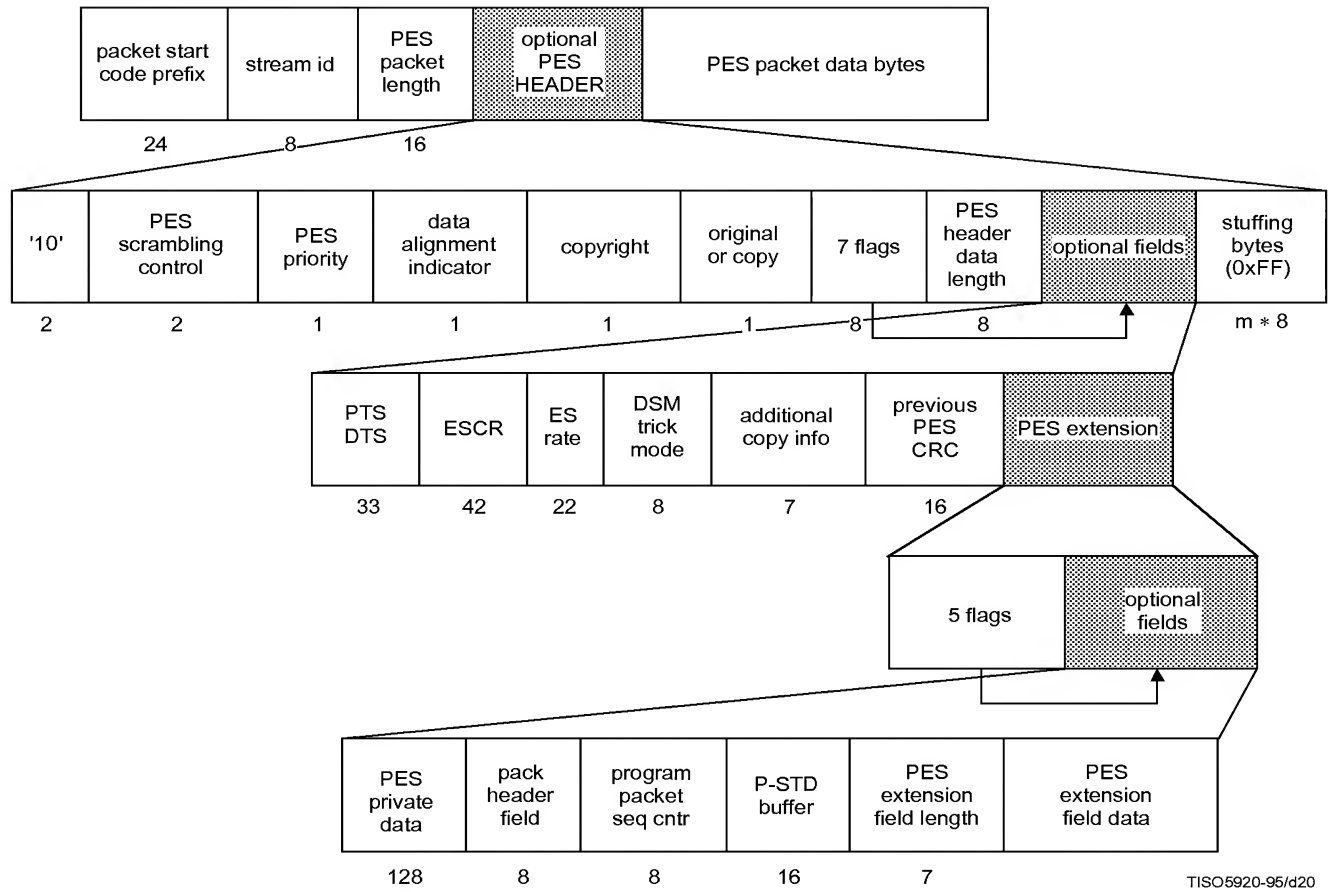 packet start
code prefix
stream id
PES
packet
length
optional
PES
HEADER
PES packet data bytes
24
8
16
'10'
PES
scrambling
control
PES
priority
data
alignment
indicator
copyright
original
or copy
7 flags
PES
header
data
length
optional fields
stuffing
bytes
(0xFF)
2
2
1
1
1
1
8
8
m * 8
PTS
DTS
ESCR
ES
rate
DSM
trick
mode
additional
copy info
previous
PES
CRC
PES extension
33
42
22
8
7
16
5 flags
optional
fields
PES
private
data
pack
header
field
program
packet
seq cntr
P-STD
buffer
PES
extension
field length
PES
extension
field data
128
8
8
16
7
TISO5920-95/d20